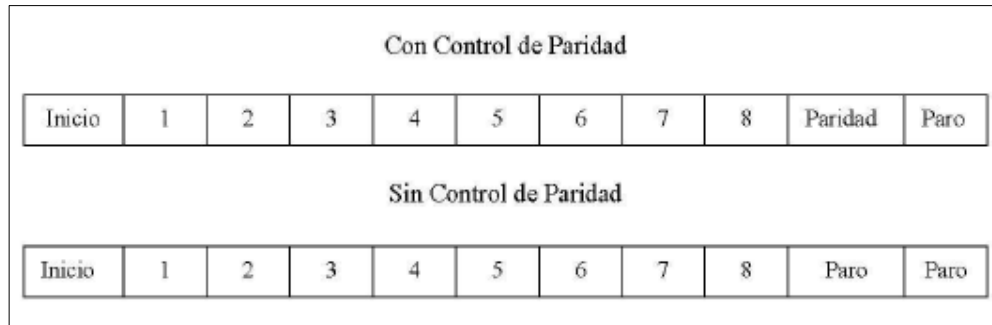 Con Control de Paridad
Inicio 1 2 3 4 5 6 7 8 Paridad Paro
Sin Control de Paridad
Inicio 1 2 3 4 5 6 7 8 Paro Paro